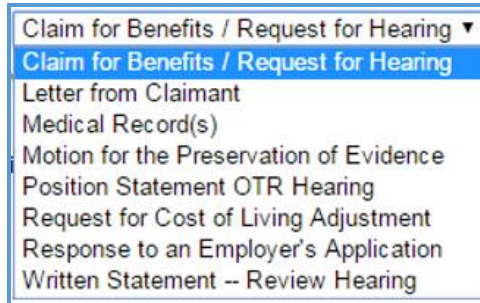 Claim for Benefits / Request for Hearing ▼
Claim for Benefits / Request for Hearing
Letter from Claimant
Medical Record(s)
Motion for the Preservation of Evidence
Position Statement OTR Hearing
Request for Cost of Living Adjustment
Response to an Employer's Application
Written Statement -- Review Hearing